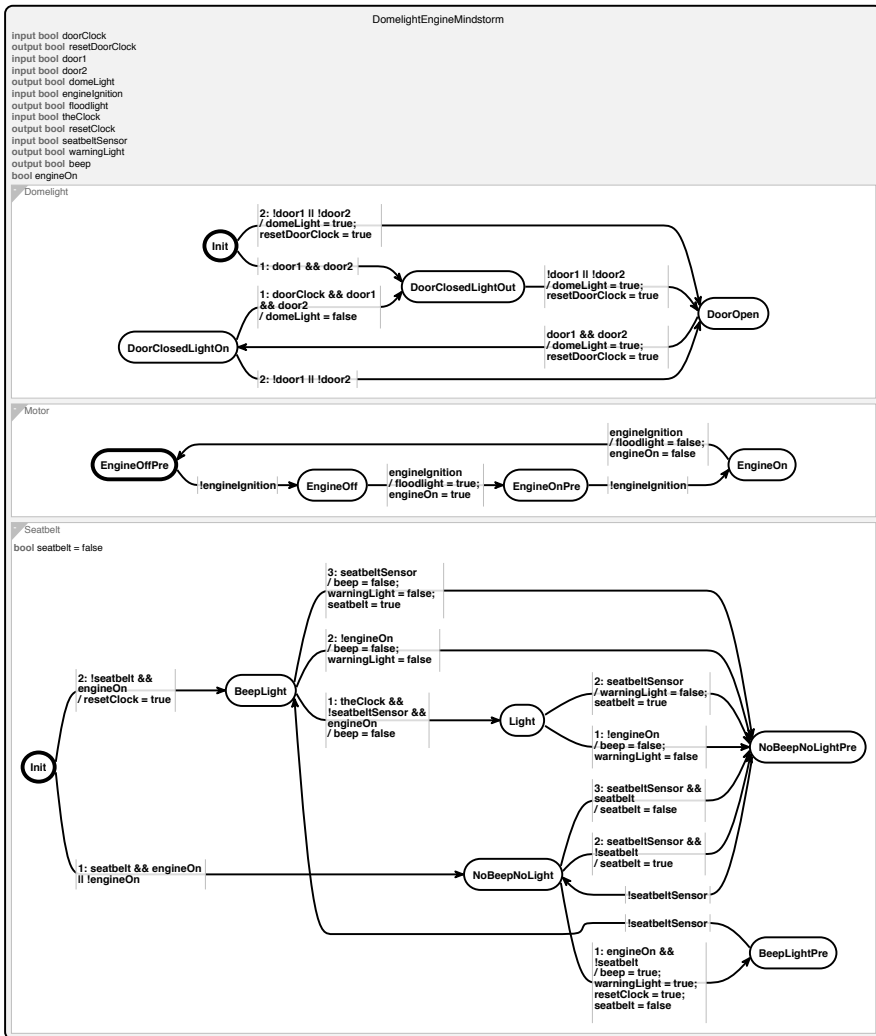 DomelightEngineMindstorm
input bool doorClock
output bool resetDoorClock
input bool door1
input bool door2
output bool domeLight
input bool engineIgnition
output bool floodlight
input bool theClock
output bool resetClock
input bool seatbeltSensor
output bool warningLight
output bool beep
bool engineOn
- Domelight
2: !door1 || !door2
/ domeLight = true;
resetDoorClock = true
Init
1: door1 && door2
DoorClosedLightOut
!door1 || !door2
/ domeLight = true;
resetDoorClock = true
1: doorClock && door1
&& door2
/ domeLight = false
DoorOpen
door1 && door2
/ domeLight = true;
resetDoorClock = true
DoorClosedLightOn
2: !door1 || !door2
- Motor
engineIgnition
/ floodlight = false;
engineOn = false
EngineOffPre
!engineIgnition
EngineOff
engineIgnition
/ floodlight = true;
engineOn = true
EngineOnPre
!engineIgnition
EngineOn
- Seatbelt
bool seatbelt = false
3: seatbeltSensor
/ beep = false;
warningLight = false;
seatbelt = true
2: !engineOn
/ beep = false;
warningLight = false
2: !seatbelt &&
engineOn
/ resetClock = true
BeepLight
1: theClock &&
!seatbeltSensor &&
engineOn
/ beep = false
Light
2: seatbeltSensor
/ warningLight = false;
seatbelt = true
1: !engineOn
/ beep = false;
warningLight = false
NoBeepNoLightPre
Init
3: seatbeltSensor &&
seatbelt
/ seatbelt = false
2: seatbeltSensor &&
!seatbelt
/ seatbelt = true
1: seatbelt && engineOn
|| !engineOn
NoBeepNoLight
!seatbeltSensor
!seatbeltSensor
BeepLightPre
1: engineOn &&
!seatbelt
/ beep = true;
warningLight = true;
resetClock = true;
seatbelt = false